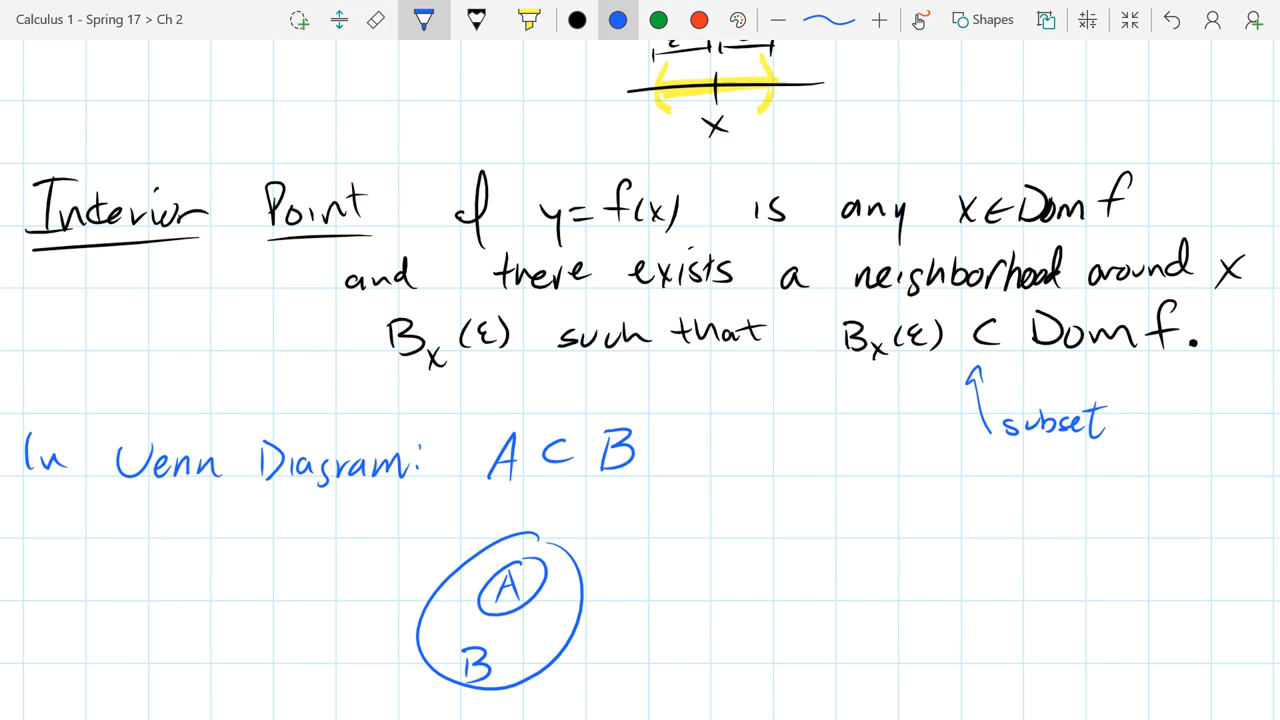 Calculus 1 - Spring 17 > Ch 2
Shapes
x
Interior Point of y=f(x) is any x∈Dom f
and there exists a neighborhood around x
Bₓ(ε) such that Bₓ(ε) ⊂ Dom f.
subset
In Venn Diagram: A ⊂ B
A
B